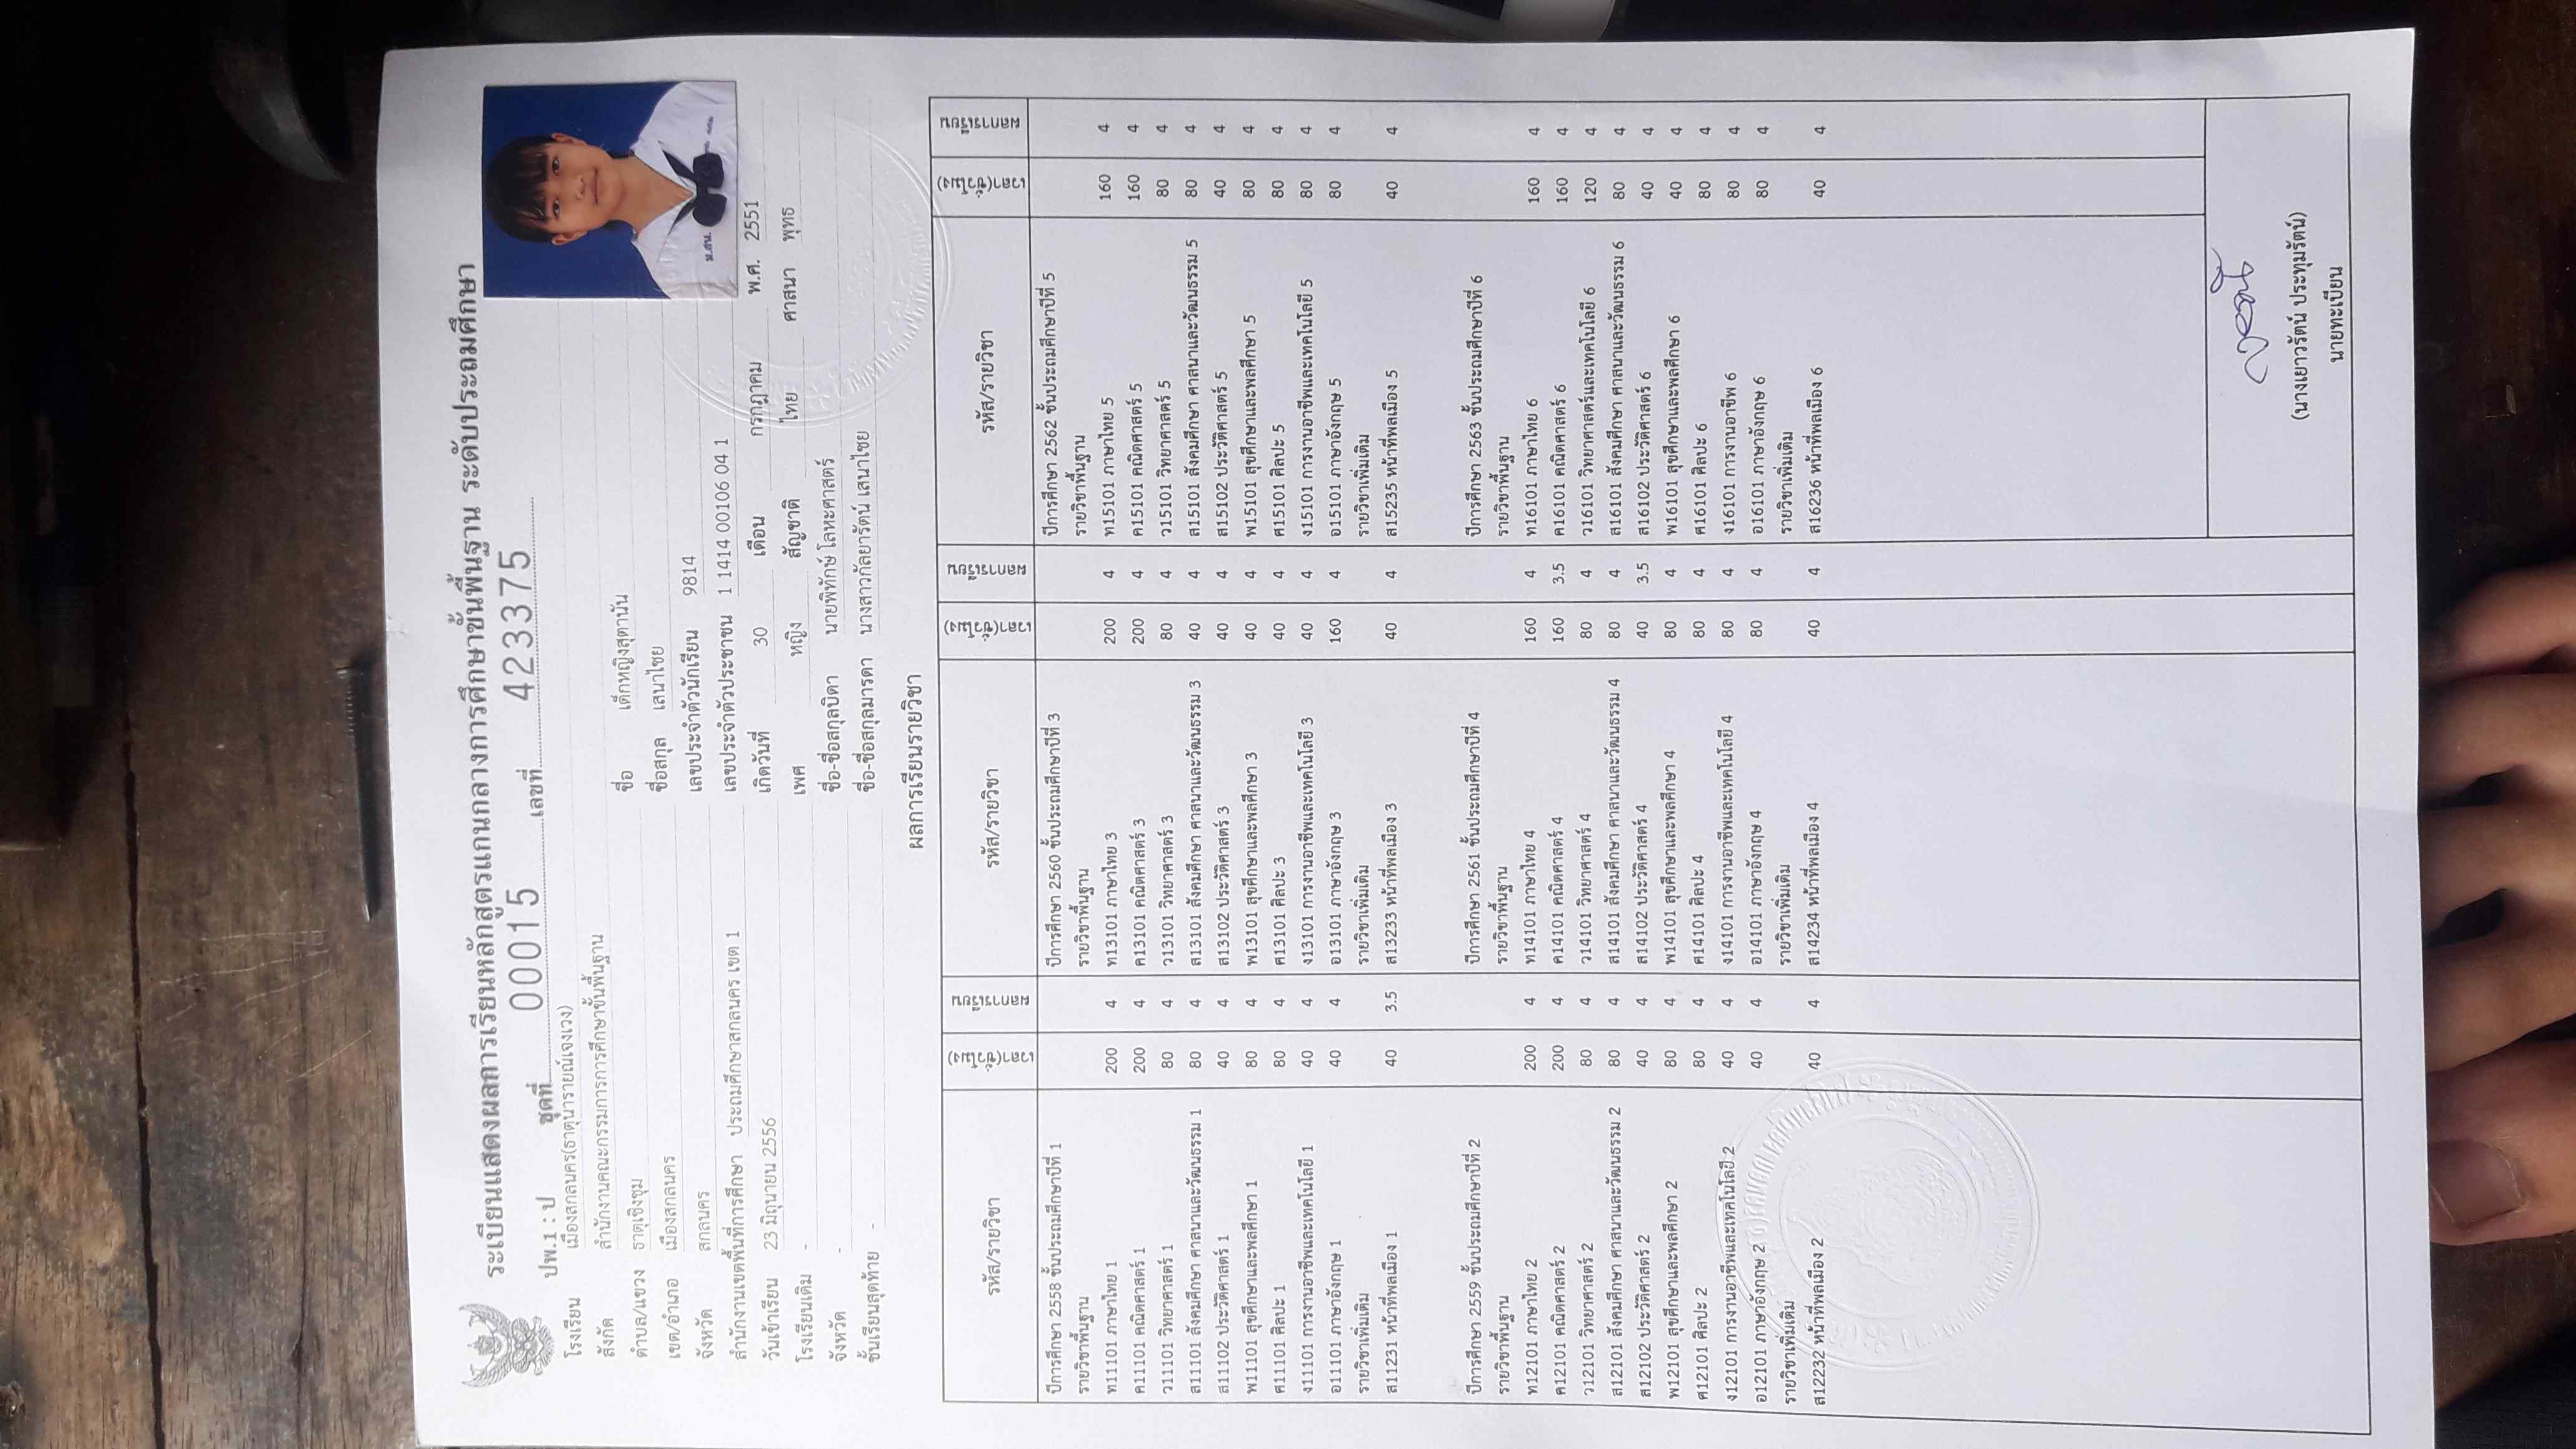 ระเบียนแสดงผลการเรียนหลักสูตรแกนกลางการศึกษาขั้นพื้นฐาน ระดับประถมศึกษา
ปพ.1 : ป ชุดที่ 00015 เลขที่ 423375
โรงเรียน เมืองสกลนคร(ธาตุนารายณ์เจงเวง)
สังกัด สำนักงานคณะกรรมการการศึกษาขั้นพื้นฐาน
ตำบล/แขวง ธาตุเชิงชุม
เขต/อำเภอ เมืองสกลนคร
จังหวัด สกลนคร
สำนักงานเขตพื้นที่การศึกษา ประถมศึกษาสกลนคร เขต 1
วันเข้าเรียน 23 มิถุนายน 2556
โรงเรียนเดิม -
จังหวัด -
ชั้นเรียนสุดท้าย -
ชื่อ เด็กหญิงสุตานัน
ชื่อสกุล เสนาไชย
เลขประจำตัวนักเรียน 9814
เลขประจำตัวประชาชน 1 1414 00106 04 1
เกิดวันที่ 30 เดือน กรกฎาคม พ.ศ. 2551
เพศ หญิง สัญชาติ ไทย ศาสนา พุทธ
ชื่อ-ชื่อสกุลบิดา นายพิทักษ์ โลหะศาสตร์
ชื่อ-ชื่อสกุลมารดา นางสาวกัลยารัตน์ เสนาไชย
ผลการเรียนรายวิชา
รหัส/รายวิชา เวลา(ชั่วโมง) ผลการเรียน
ปีการศึกษา 2558 ชั้นประถมศึกษาปีที่ 1
รายวิชาพื้นฐาน
ท11101 ภาษาไทย 1 200 4
ค11101 คณิตศาสตร์ 1 200 4
ว11101 วิทยาศาสตร์ 1 80 4
ส11101 สังคมศึกษา ศาสนาและวัฒนธรรม 1 80 4
ส11102 ประวัติศาสตร์ 1 40 4
พ11101 สุขศึกษาและพลศึกษา 1 80 4
ศ11101 ศิลปะ 1 80 4
ง11101 การงานอาชีพและเทคโนโลยี 1 40 4
อ11101 ภาษาอังกฤษ 1 40 4
รายวิชาเพิ่มเติม
ส11231 หน้าที่พลเมือง 1 40 3.5
ปีการศึกษา 2559 ชั้นประถมศึกษาปีที่ 2
รายวิชาพื้นฐาน
ท12101 ภาษาไทย 2 200 4
ค12101 คณิตศาสตร์ 2 200 4
ว12101 วิทยาศาสตร์ 2 80 4
ส12101 สังคมศึกษา ศาสนาและวัฒนธรรม 2 80 4
ส12102 ประวัติศาสตร์ 2 40 4
พ12101 สุขศึกษาและพลศึกษา 2 80 4
ศ12101 ศิลปะ 2 80 4
ง12101 การงานอาชีพและเทคโนโลยี 2 40 4
อ12101 ภาษาอังกฤษ 2 40 4
รายวิชาเพิ่มเติม
ส12232 หน้าที่พลเมือง 2 40 4
รหัส/รายวิชา เวลา(ชั่วโมง) ผลการเรียน
ปีการศึกษา 2560 ชั้นประถมศึกษาปีที่ 3
รายวิชาพื้นฐาน
ท13101 ภาษาไทย 3 200 4
ค13101 คณิตศาสตร์ 3 200 4
ว13101 วิทยาศาสตร์ 3 80 4
ส13101 สังคมศึกษา ศาสนาและวัฒนธรรม 3 40 4
ส13102 ประวัติศาสตร์ 3 40 4
พ13101 สุขศึกษาและพลศึกษา 3 40 4
ศ13101 ศิลปะ 3 40 4
ง13101 การงานอาชีพและเทคโนโลยี 3 40 4
อ13101 ภาษาอังกฤษ 3 160 4
รายวิชาเพิ่มเติม
ส13233 หน้าที่พลเมือง 3 40 4
ปีการศึกษา 2561 ชั้นประถมศึกษาปีที่ 4
รายวิชาพื้นฐาน
ท14101 ภาษาไทย 4 160 4
ค14101 คณิตศาสตร์ 4 160 3.5
ว14101 วิทยาศาสตร์ 4 80 4
ส14101 สังคมศึกษา ศาสนาและวัฒนธรรม 4 80 4
ส14102 ประวัติศาสตร์ 4 40 3.5
พ14101 สุขศึกษาและพลศึกษา 4 80 4
ศ14101 ศิลปะ 4 80 4
ง14101 การงานอาชีพและเทคโนโลยี 4 80 4
อ14101 ภาษาอังกฤษ 4 80 4
รายวิชาเพิ่มเติม
ส14234 หน้าที่พลเมือง 4 40 4
รหัส/รายวิชา เวลา(ชั่วโมง) ผลการเรียน
ปีการศึกษา 2562 ชั้นประถมศึกษาปีที่ 5
รายวิชาพื้นฐาน
ท15101 ภาษาไทย 5 160 4
ค15101 คณิตศาสตร์ 5 160 4
ว15101 วิทยาศาสตร์ 5 80 4
ส15101 สังคมศึกษา ศาสนาและวัฒนธรรม 5 80 4
ส15102 ประวัติศาสตร์ 5 40 4
พ15101 สุขศึกษาและพลศึกษา 5 80 4
ศ15101 ศิลปะ 5 80 4
ง15101 การงานอาชีพและเทคโนโลยี 5 80 4
อ15101 ภาษาอังกฤษ 5 80 4
รายวิชาเพิ่มเติม
ส15235 หน้าที่พลเมือง 5 40 4
ปีการศึกษา 2563 ชั้นประถมศึกษาปีที่ 6
รายวิชาพื้นฐาน
ท16101 ภาษาไทย 6 160 4
ค16101 คณิตศาสตร์ 6 160 4
ว16101 วิทยาศาสตร์และเทคโนโลยี 6 120 4
ส16101 สังคมศึกษา ศาสนาและวัฒนธรรม 6 80 4
ส16102 ประวัติศาสตร์ 6 40 4
พ16101 สุขศึกษาและพลศึกษา 6 40 4
ศ16101 ศิลปะ 6 80 4
ง16101 การงานอาชีพ 6 80 4
อ16101 ภาษาอังกฤษ 6 80 4
รายวิชาเพิ่มเติม
ส16236 หน้าที่พลเมือง 6 40 4
(นางเยาวรัตน์ ประทุมรัตน์)
นายทะเบียน